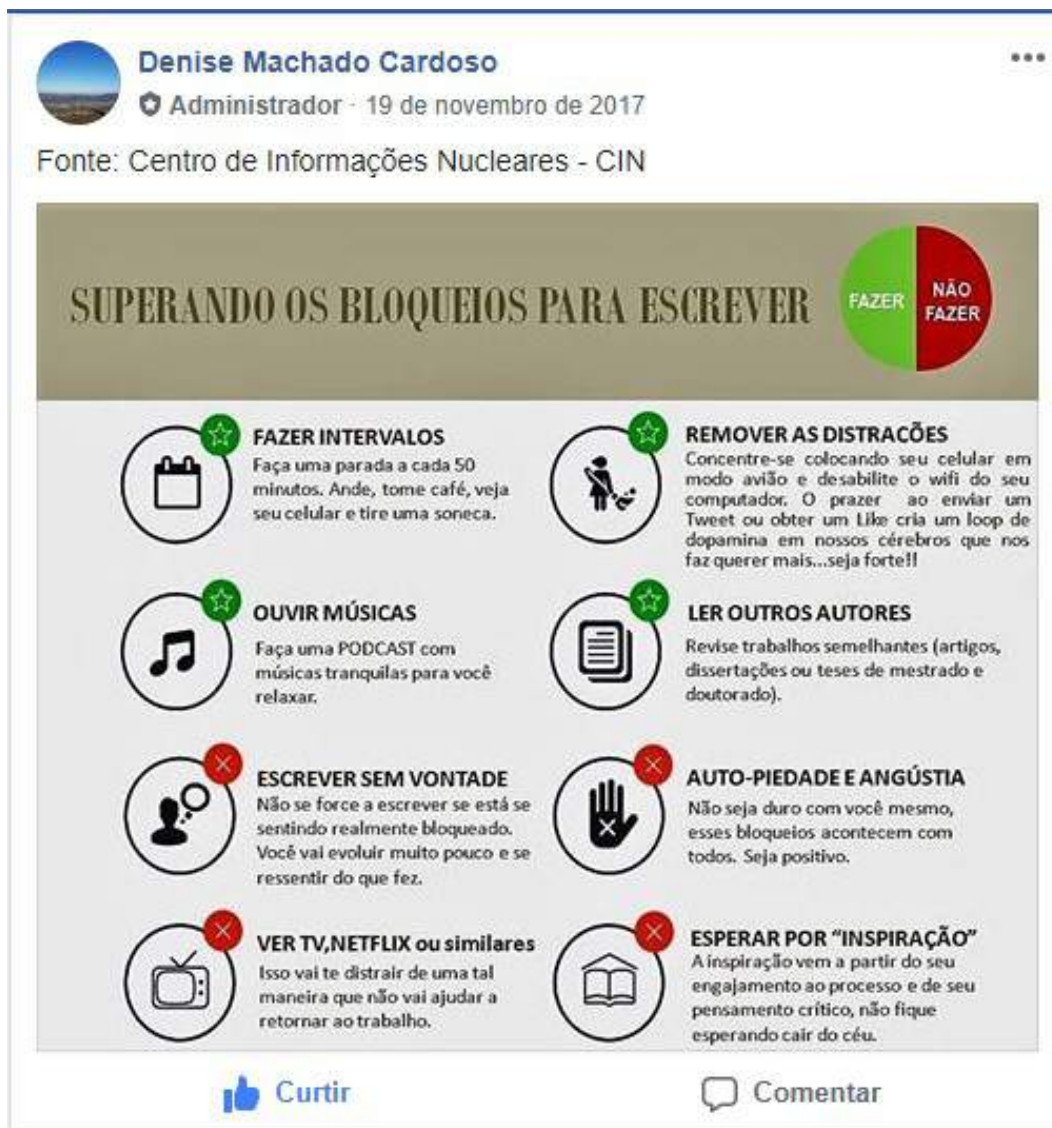 Denise Machado Cardoso
Administrador · 19 de novembro de 2017
Fonte: Centro de Informações Nucleares - CIN
SUPERANDO OS BLOQUEIOS PARA ESCREVER
FAZER
NÃO
FAZER
FAZER INTERVALOS
Faça uma parada a cada 50
minutos. Ande, tome café, veja
seu celular e tire uma soneca.
REMOVER AS DISTRACÕES
Concentre-se colocando seu celular em
modo avião e desabilite o wifi do seu
computador. O prazer ao enviar um
Tweet ou obter um Like cria um loop de
dopamina em nossos cérebros que nos
faz querer mais...seja forte!!
OUVIR MÚSICAS
Faça uma PODCAST com
músicas tranquilas para você
relaxar.
LER OUTROS AUTORES
Revise trabalhos semelhantes (artigos,
dissertações ou teses de mestrado e
doutorado).
ESCREVER SEM VONTADE
Não se force a escrever se está se
sentindo realmente bloqueado.
Você vai evoluir muito pouco e se
ressentir do que fez.
AUTO-PIEDADE E ANGÚSTIA
Não seja duro com você mesmo,
esses bloqueios acontecem com
todos. Seja positivo.
VER TV,NETFLIX ou similares
Isso vai te distrair de uma tal
maneira que não vai ajudar a
retornar ao trabalho.
ESPERAR POR “INSPIRAÇÃO”
A inspiração vem a partir do seu
engajamento ao processo e de seu
pensamento crítico, não fique
esperando cair do céu.
Curtir
Comentar